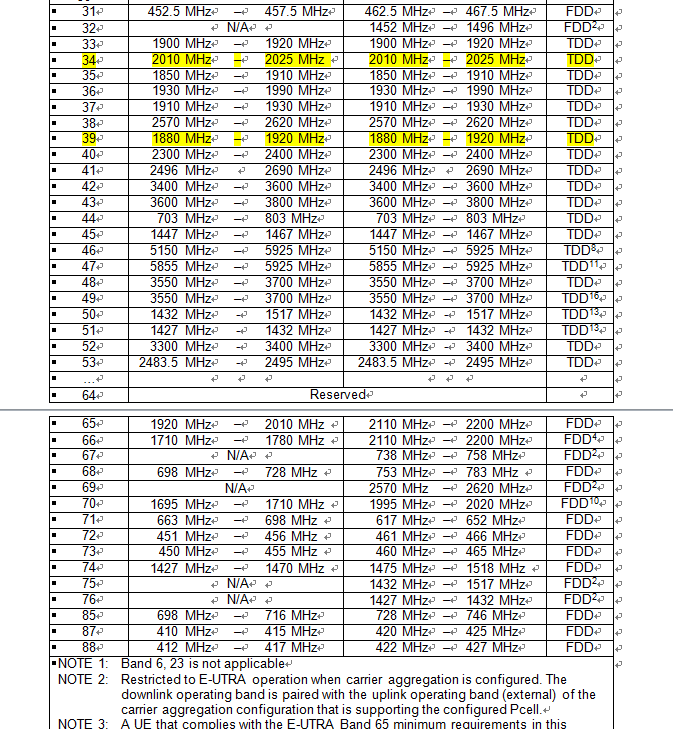 31 452.5 MHz – 457.5 MHz 462.5 MHz – 467.5 MHz FDD
32 N/A 1452 MHz – 1496 MHz FDD2
33 1900 MHz – 1920 MHz 1900 MHz – 1920 MHz TDD
34 2010 MHz – 2025 MHz 2010 MHz – 2025 MHz TDD
35 1850 MHz – 1910 MHz 1850 MHz – 1910 MHz TDD
36 1930 MHz – 1990 MHz 1930 MHz – 1990 MHz TDD
37 1910 MHz – 1930 MHz 1910 MHz – 1930 MHz TDD
38 2570 MHz – 2620 MHz 2570 MHz – 2620 MHz TDD
39 1880 MHz – 1920 MHz 1880 MHz – 1920 MHz TDD
40 2300 MHz – 2400 MHz 2300 MHz – 2400 MHz TDD
41 2496 MHz 2690 MHz 2496 MHz 2690 MHz TDD
42 3400 MHz – 3600 MHz 3400 MHz – 3600 MHz TDD
43 3600 MHz – 3800 MHz 3600 MHz – 3800 MHz TDD
44 703 MHz – 803 MHz 703 MHz – 803 MHz TDD
45 1447 MHz – 1467 MHz 1447 MHz – 1467 MHz TDD
46 5150 MHz – 5925 MHz 5150 MHz – 5925 MHz TDD8
47 5855 MHz – 5925 MHz 5855 MHz – 5925 MHz TDD11
48 3550 MHz – 3700 MHz 3550 MHz – 3700 MHz TDD
49 3550 MHz – 3700 MHz 3550 MHz – 3700 MHz TDD16
50 1432 MHz - 1517 MHz 1432 MHz - 1517 MHz TDD13
51 1427 MHz - 1432 MHz 1427 MHz - 1432 MHz TDD13
52 3300 MHz - 3400 MHz 3300 MHz - 3400 MHz TDD
53 2483.5 MHz - 2495 MHz 2483.5 MHz - 2495 MHz TDD
...
64 Reserved
65 1920 MHz – 2010 MHz 2110 MHz – 2200 MHz FDD
66 1710 MHz – 1780 MHz 2110 MHz – 2200 MHz FDD4
67 N/A 738 MHz – 758 MHz FDD2
68 698 MHz – 728 MHz 753 MHz – 783 MHz FDD
69 N/A 2570 MHz – 2620 MHz FDD2
70 1695 MHz – 1710 MHz 1995 MHz – 2020 MHz FDD10
71 663 MHz – 698 MHz 617 MHz – 652 MHz FDD
72 451 MHz – 456 MHz 461 MHz – 466 MHz FDD
73 450 MHz – 455 MHz 460 MHz – 465 MHz FDD
74 1427 MHz – 1470 MHz 1475 MHz – 1518 MHz FDD
75 N/A 1432 MHz – 1517 MHz FDD2
76 N/A 1427 MHz – 1432 MHz FDD2
85 698 MHz – 716 MHz 728 MHz – 746 MHz FDD
87 410 MHz – 415 MHz 420 MHz – 425 MHz FDD
88 412 MHz – 417 MHz 422 MHz – 427 MHz FDD
NOTE 1: Band 6, 23 is not applicable
NOTE 2: Restricted to E-UTRA operation when carrier aggregation is configured. The
downlink operating band is paired with the uplink operating band (external) of the
carrier aggregation configuration that is supporting the configured Pcell.
NOTE 3: A UE that complies with the E-UTRA Band 65 minimum requirements in this